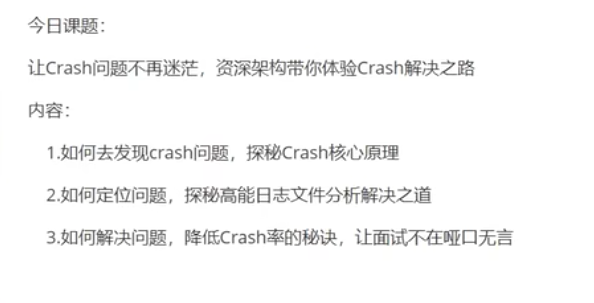 今日课题：
让Crash问题不再迷茫，资深架构带你体验Crash解决之路
内容：
1.如何去发现crash问题，探秘Crash核心原理
2.如何定位问题，探秘高能日志文件分析解决之道
3.如何解决问题，降低Crash率的秘诀，让面试不在哑口无言